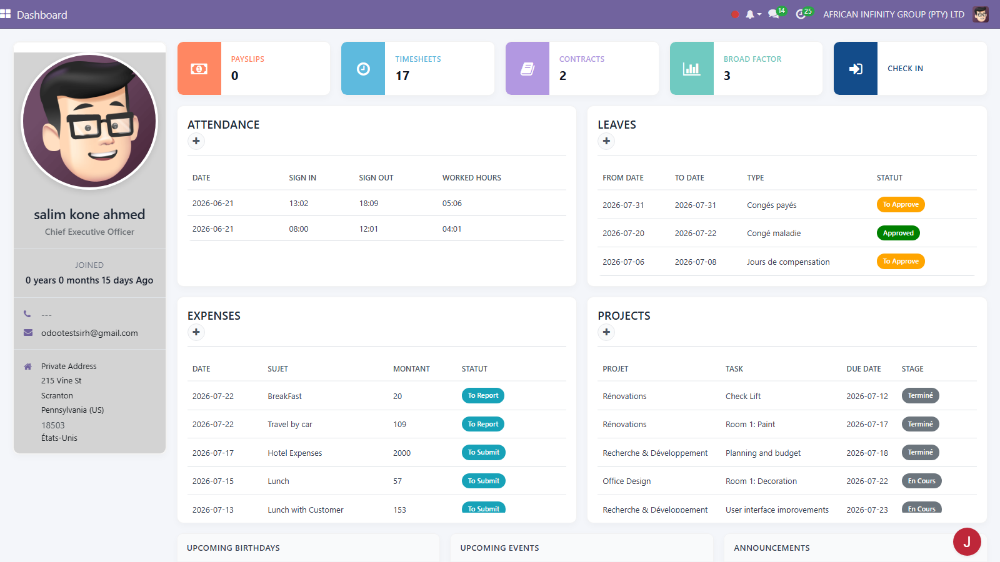 Dashboard
14
25
AFRICAN INFINITY GROUP (PTY) LTD
salim kone ahmed
Chief Executive Officer
JOINED
0 years 0 months 15 days Ago
---
odootestsirh@gmail.com
Private Address
215 Vine St
Scranton
Pennsylvania (US)
18503
États-Unis
PAYSLIPS
0
TIMESHEETS
17
CONTRACTS
2
BROAD FACTOR
3
CHECK IN
ATTENDANCE
DATE SIGN IN SIGN OUT WORKED HOURS
2026-06-21 13:02 18:09 05:06
2026-06-21 08:00 12:01 04:01
LEAVES
FROM DATE TO DATE TYPE STATUT
2026-07-31 2026-07-31 Congés payés To Approve
2026-07-20 2026-07-22 Congé maladie Approved
2026-07-06 2026-07-08 Jours de compensation To Approve
EXPENSES
DATE SUJET MONTANT STATUT
2026-07-22 BreakFast 20 To Report
2026-07-22 Travel by car 109 To Report
2026-07-17 Hotel Expenses 2000 To Submit
2026-07-15 Lunch 57 To Submit
2026-07-13 Lunch with Customer 153 To Submit
PROJECTS
PROJET TASK DUE DATE STAGE
Rénovations Check Lift 2026-07-12 Terminé
Rénovations Room 1: Paint 2026-07-17 Terminé
Recherche & Développement Planning and budget 2026-07-18 Terminé
Office Design Room 1: Decoration 2026-07-22 En Cours
Recherche & Développement User interface improvements 2026-07-23 En Cours
UPCOMING BIRTHDAYS
UPCOMING EVENTS
ANNOUNCEMENTS
J